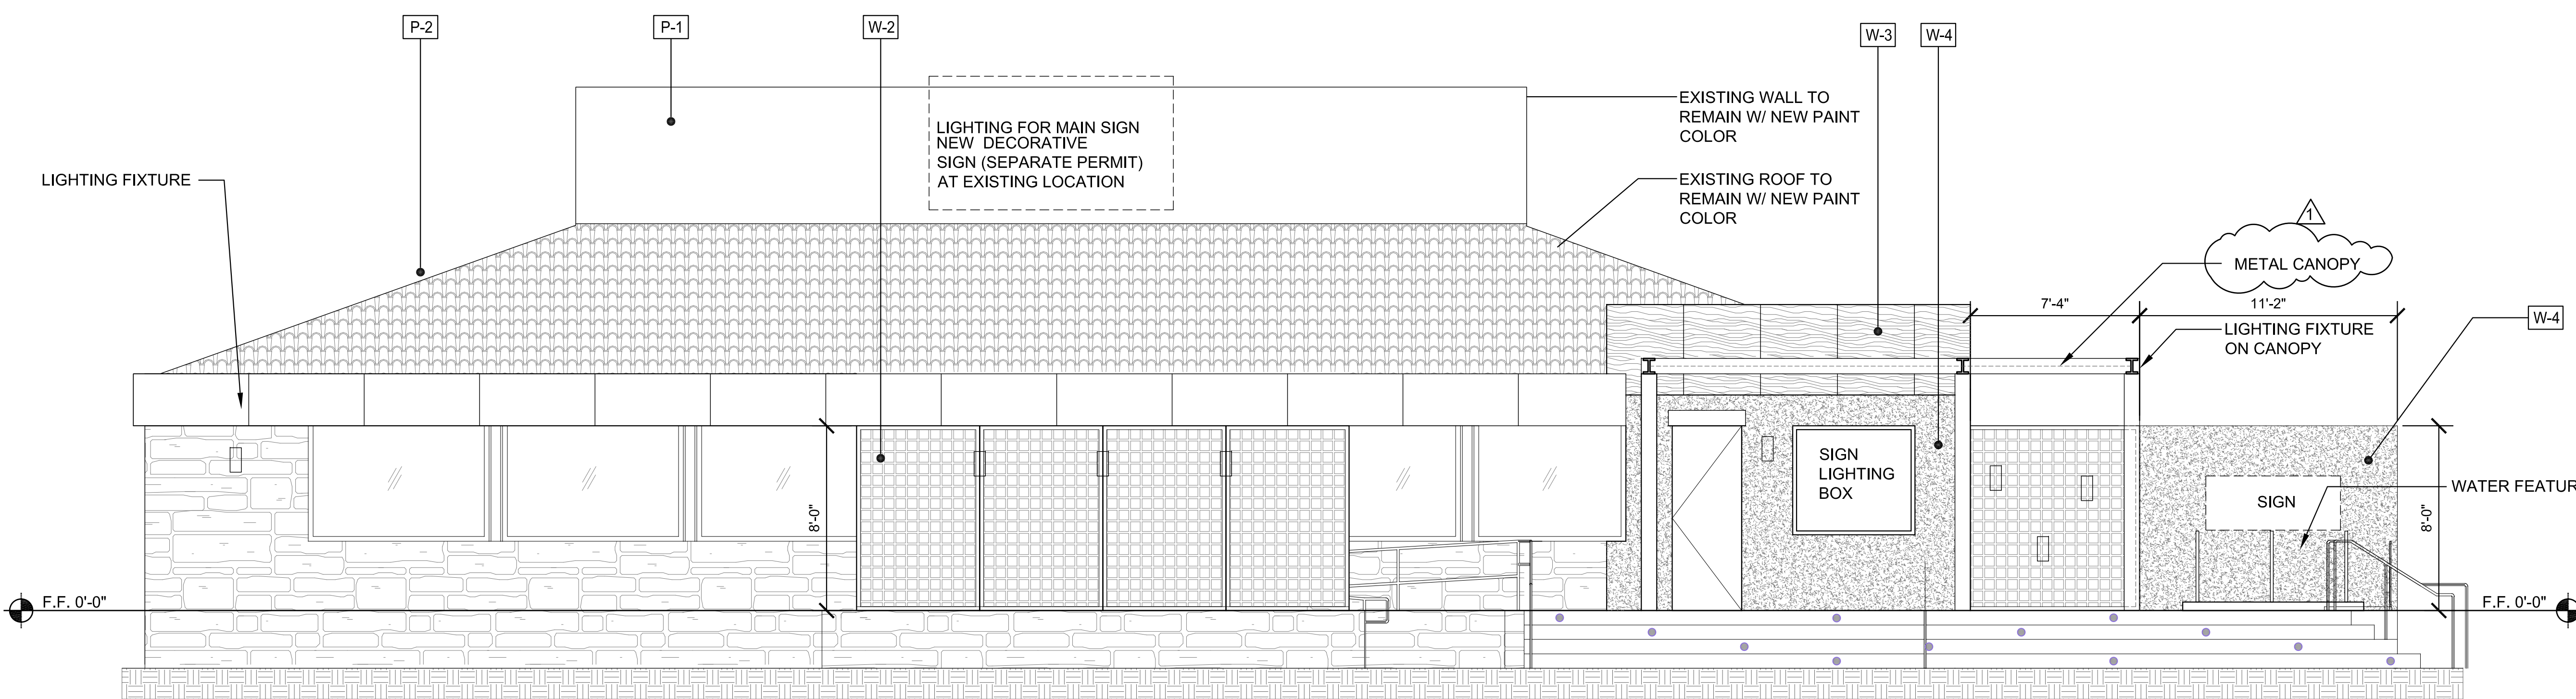 P-2
P-1
W-2
W-3
W-4
LIGHTING FOR MAIN SIGN
NEW DECORATIVE
SIGN (SEPARATE PERMIT)
AT EXISTING LOCATION
EXISTING WALL TO
REMAIN W/ NEW PAINT
COLOR
LIGHTING FIXTURE
EXISTING ROOF TO
REMAIN W/ NEW PAINT
COLOR
1
METAL CANOPY
7'-4"
11'-2"
LIGHTING FIXTURE
ON CANOPY
W-4
8'-0"
SIGN
LIGHTING
BOX
SIGN
WATER FEATUR
8'-0"
F.F. 0'-0"
F.F. 0'-0"